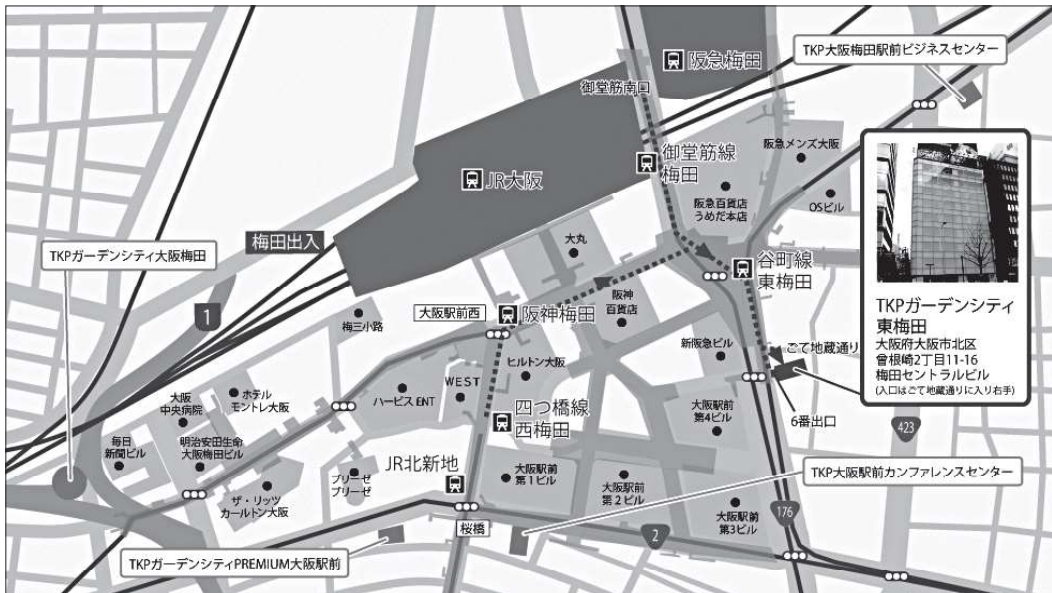 阪急梅田
TKP大阪梅田駅前ビジネスセンター
御堂筋南口
阪急メンズ大阪
御堂筋線
梅田
JR大阪
阪急百貨店
うめだ本店
OSビル
梅田出入
大丸
TKPガーデンシティ大阪梅田
谷町線
東梅田
阪神
百貨店
1
大阪駅前西
阪神梅田
梅三小路
TKPガーデンシティ
東梅田
大阪府大阪市北区
曾根崎2丁目11-16
梅田セントラルビル
(入口はごて地蔵通りに入り右手)
ごて地蔵通り
新阪急ビル
ヒルトン大阪
WEST
ハービスENT
ホテル
モントレ大阪
大阪
中央病院
四つ橋線
西梅田
大阪駅前
第4ビル
6番出口
423
毎日
新聞ビル
明治安田生命
大阪梅田ビル
JR北新地
ブリーゼ
ブリーゼ
大阪駅前
第1ビル
大阪駅前
第2ビル
TKP大阪駅前カンファレンスセンター
ザ・リッツ
カールトン大阪
大阪駅前
第3ビル
176
桜橋
2
TKPガーデンシティPREMIUM大阪駅前